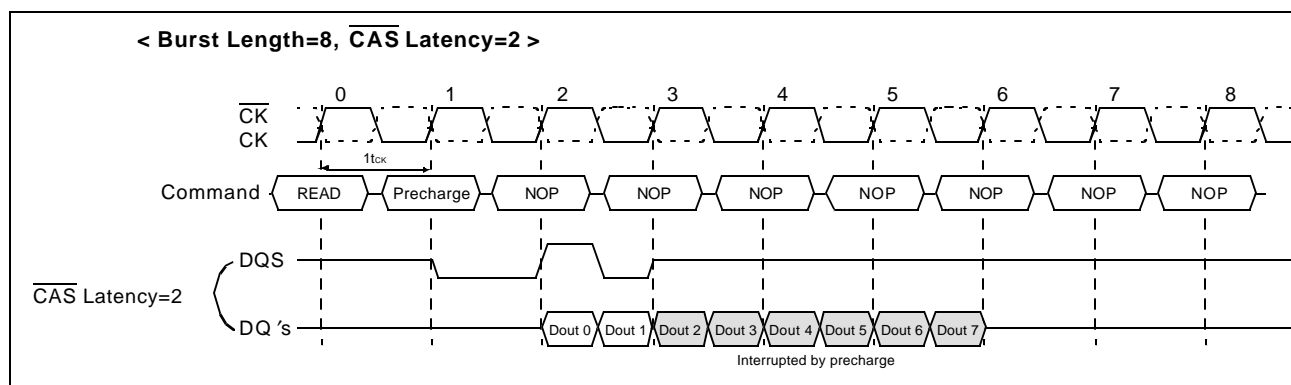 < Burst Length=8, CAS Latency=2 >
0 1 2 3 4 5 6 7 8
CK
CK
1tCK
Command READ Precharge NOP NOP NOP NOP NOP NOP NOP
DQS
CAS Latency=2
DQ 's Dout 0 Dout 1 Dout 2 Dout 3 Dout 4 Dout 5 Dout 6 Dout 7
Interrupted by precharge